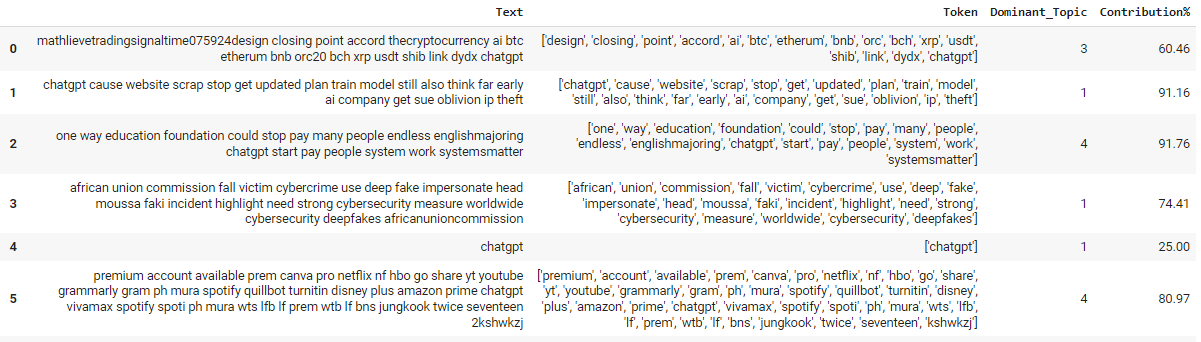 Text Token Dominant_Topic Contribution%
0 mathlievetradingsignaltime075924design closing point accord thecryptocurrency ai btc ['design', 'closing', 'point', 'accord', 'ai', 'btc', 'etherum', 'bnb', 'orc', 'bch', 'xrp', 'usdt', 3 60.46
etherum bnb orc20 bch xrp usdt shib link dydx chatgpt 'shib', 'link', 'dydx', 'chatgpt']
1 chatgpt cause website scrap stop get updated plan train model still also think far early ['chatgpt', 'cause', 'website', 'scrap', 'stop', 'get', 'updated', 'plan', 'train', 'model', 1 91.16
ai company get sue oblivion ip theft 'still', 'also', 'think', 'far', 'early', 'ai', 'company', 'get', 'sue', 'oblivion', 'ip', 'theft']
2 one way education foundation could stop pay many people endless englishmajoring ['one', 'way', 'education', 'foundation', 'could', 'stop', 'pay', 'many', 'people', 4 91.76
chatgpt start pay people system work systemsmatter 'endless', 'englishmajoring', 'chatgpt', 'start', 'pay', 'people', 'system', 'work',
'systemsmatter']
3 african union commission fall victim cybercrime use deep fake impersonate head ['african', 'union', 'commission', 'fall', 'victim', 'cybercrime', 'use', 'deep', 'fake', 1 74.41
moussa faki incident highlight need strong cybersecurity measure worldwide 'impersonate', 'head', 'moussa', 'faki', 'incident', 'highlight', 'need', 'strong',
cybersecurity deepfakes africanunioncommission 'cybersecurity', 'measure', 'worldwide', 'cybersecurity', 'deepfakes']
4 chatgpt ['chatgpt'] 1 25.00
5 premium account available prem canva pro netflix nf hbo go share yt youtube ['premium', 'account', 'available', 'prem', 'canva', 'pro', 'netflix', 'nf', 'hbo', 'go', 'share', 4 80.97
grammarly gram ph mura spotify quillbot turnitin disney plus amazon prime chatgpt 'yt', 'youtube', 'grammarly', 'gram', 'ph', 'mura', 'spotify', 'quillbot', 'turnitin', 'disney',
vivamax spotify spoti ph mura wts lfb lf prem wtb lf bns jungkook twice seventeen 'plus', 'amazon', 'prime', 'chatgpt', 'vivamax', 'spotify', 'spoti', 'ph', 'mura', 'wts', 'lfb',
2kshwkzj 'lf', 'prem', 'wtb', 'lf', 'bns', 'jungkook', 'twice', 'seventeen', 'kshwkzj']